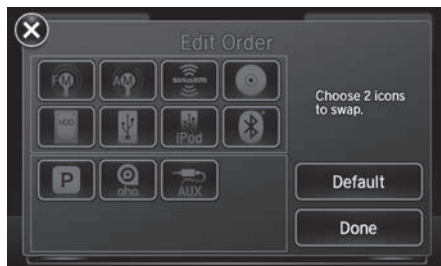 Edit Order
FM
AM
SiriusXM
HDD
iPod
P
aha
AUX
Choose 2 icons
to swap.
Default
Done